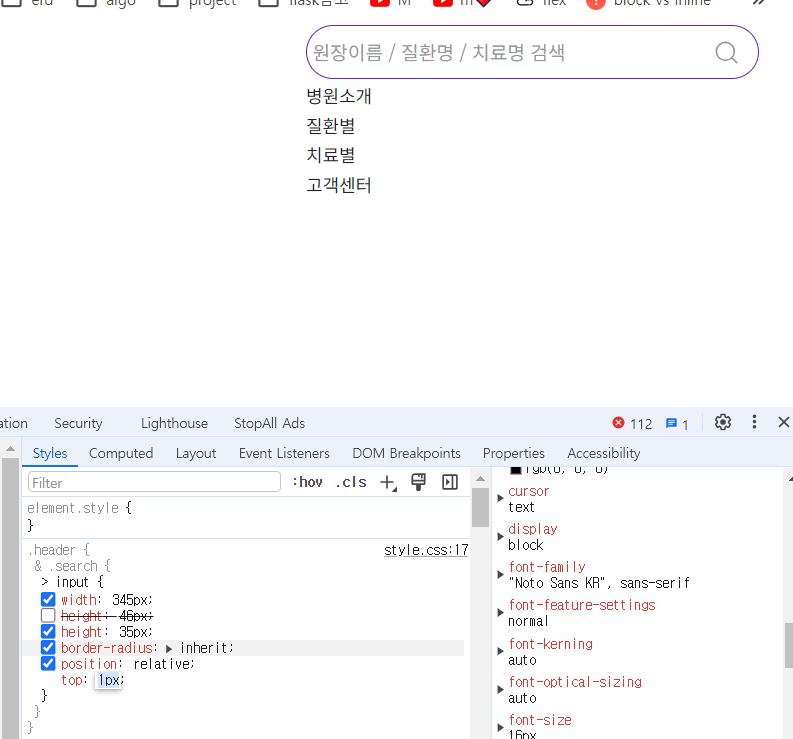 erd algo project flask참고 M m❤ flex block vs inline
원장이름 / 질환명 / 치료명 검색
병원소개
질환별
치료별
고객센터
ation Security Lighthouse StopAll Ads 112 1
Styles Computed Layout Event Listeners DOM Breakpoints Properties Accessibility
Filter :hov .cls
element.style {
}
.header { style.css:17
& .search {
> input {
width: 345px;
height: 46px;
height: 35px;
border-radius: inherit;
position: relative;
top: 1px;
}
}
}
rgb(0, 0, 0)
cursor
text
display
block
font-family
"Noto Sans KR", sans-serif
font-feature-settings
normal
font-kerning
auto
font-optical-sizing
auto
font-size
16px